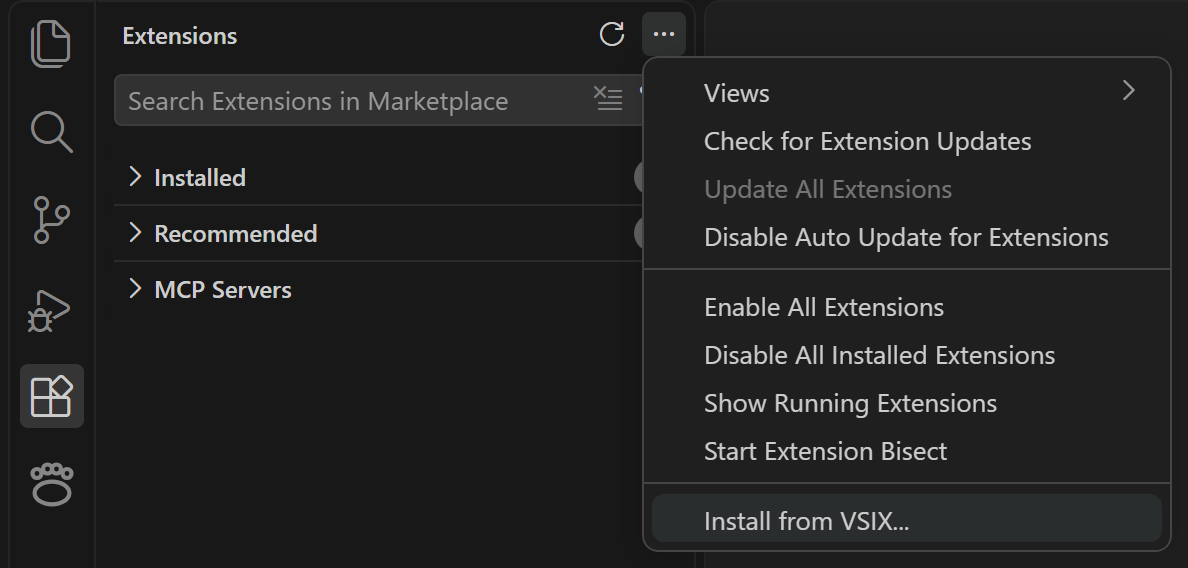 Extensions
Search Extensions in Marketplace
Installed
Recommended
MCP Servers
Views
Check for Extension Updates
Update All Extensions
Disable Auto Update for Extensions
Enable All Extensions
Disable All Installed Extensions
Show Running Extensions
Start Extension Bisect
Install from VSIX...